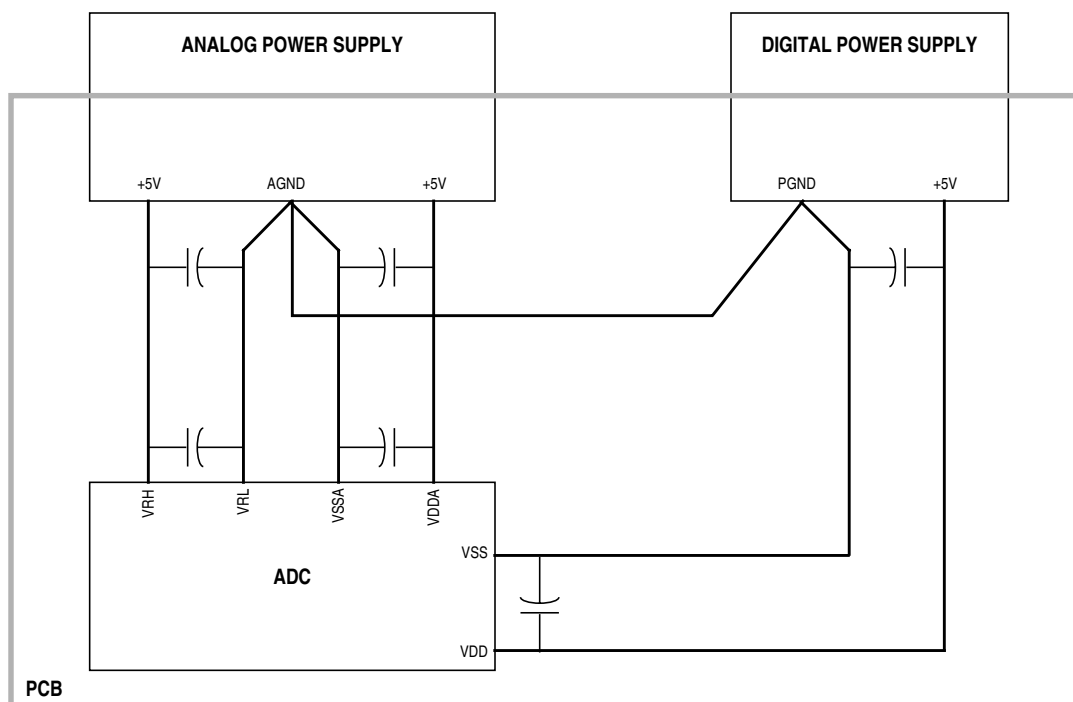 ANALOG POWER SUPPLY
DIGITAL POWER SUPPLY
+5V
AGND
+5V
PGND
+5V
VRH
VRL
VSSA
VDDA
VSS
ADC
VDD
PCB